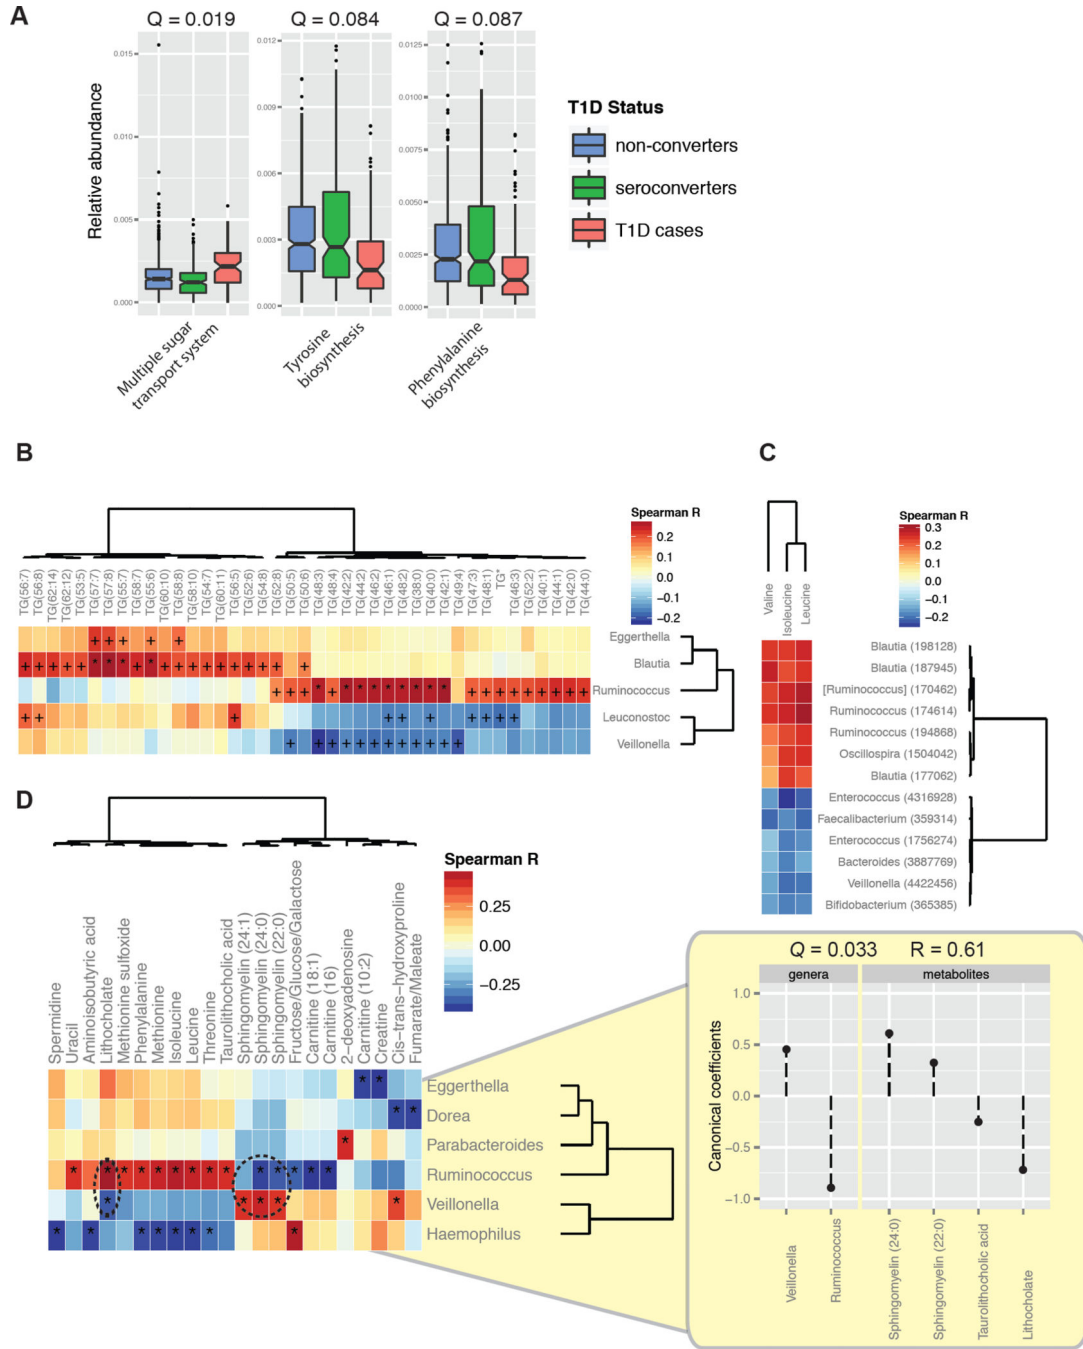 A
Q = 0.019
Q = 0.084
Q = 0.087
Relative abundance
0.015
0.010
0.005
0.000
0.012
0.009
0.006
0.003
0.000
0.0125
0.0100
0.0075
0.0050
0.0025
0.0000
Multiple sugar
transport system
Tyrosine
biosynthesis
Phenylalanine
biosynthesis
T1D Status
non-converters
seroconverters
T1D cases
B
Spearman R
0.2
0.1
0.0
−0.1
−0.2
TG(56:7)
TG(56:8)
TG(62:14)
TG(62:12)
TG(53:5)
TG(57:7)
TG(57:8)
TG(55:7)
TG(58:7)
TG(55:6)
TG(60:10)
TG(58:8)
TG(58:10)
TG(54:7)
TG(60:11)
TG(56:5)
TG(52:6)
TG(54:8)
TG(52:8)
TG(50:5)
TG(50:6)
TG(48:3)
TG(48:4)
TG(42:2)
TG(44:2)
TG(46:2)
TG(46:1)
TG(48:2)
TG(38:0)
TG(40:0)
TG(42:1)
TG(49:4)
TG(47:3)
TG(48:1)
TG*
TG(46:3)
TG(52:2)
TG(40:1)
TG(44:1)
TG(42:0)
TG(44:0)
Eggerthella
Blautia
Ruminococcus
Leuconostoc
Veillonella
C
Spearman R
0.3
0.2
0.1
0.0
−0.1
−0.2
Valine
Isoleucine
Leucine
Blautia (198128)
Blautia (187945)
[Ruminococcus] (170462)
Ruminococcus (174614)
Ruminococcus (194868)
Oscillospira (1504042)
Blautia (177062)
Enterococcus (4316928)
Faecalibacterium (359314)
Enterococcus (1756274)
Bacteroides (3887769)
Veillonella (4422456)
Bifidobacterium (365385)
D
Spearman R
0.25
0.00
−0.25
Spermidine
Uracil
Aminoisobutyric acid
Lithocholate
Methionine sulfoxide
Phenylalanine
Methionine
Isoleucine
Leucine
Threonine
Taurolithocholic acid
Sphingomyelin (24:1)
Sphingomyelin (24:0)
Sphingomyelin (22:0)
Fructose/Glucose/Galactose
Carnitine (18:1)
Carnitine (16)
2−deoxyadenosine
Carnitine (10:2)
Creatine
Cis−trans−hydroxyproline
Fumarate/Maleate
Eggerthella
Dorea
Parabacteroides
Ruminococcus
Veillonella
Haemophilus
Q = 0.033 R = 0.61
genera
metabolites
Canonical coefficients
1.0
0.5
0.0
−0.5
−1.0
Veillonella
Ruminococcus
Sphingomyelin (24:0)
Sphingomyelin (22:0)
Taurolithocholic acid
Lithocholate